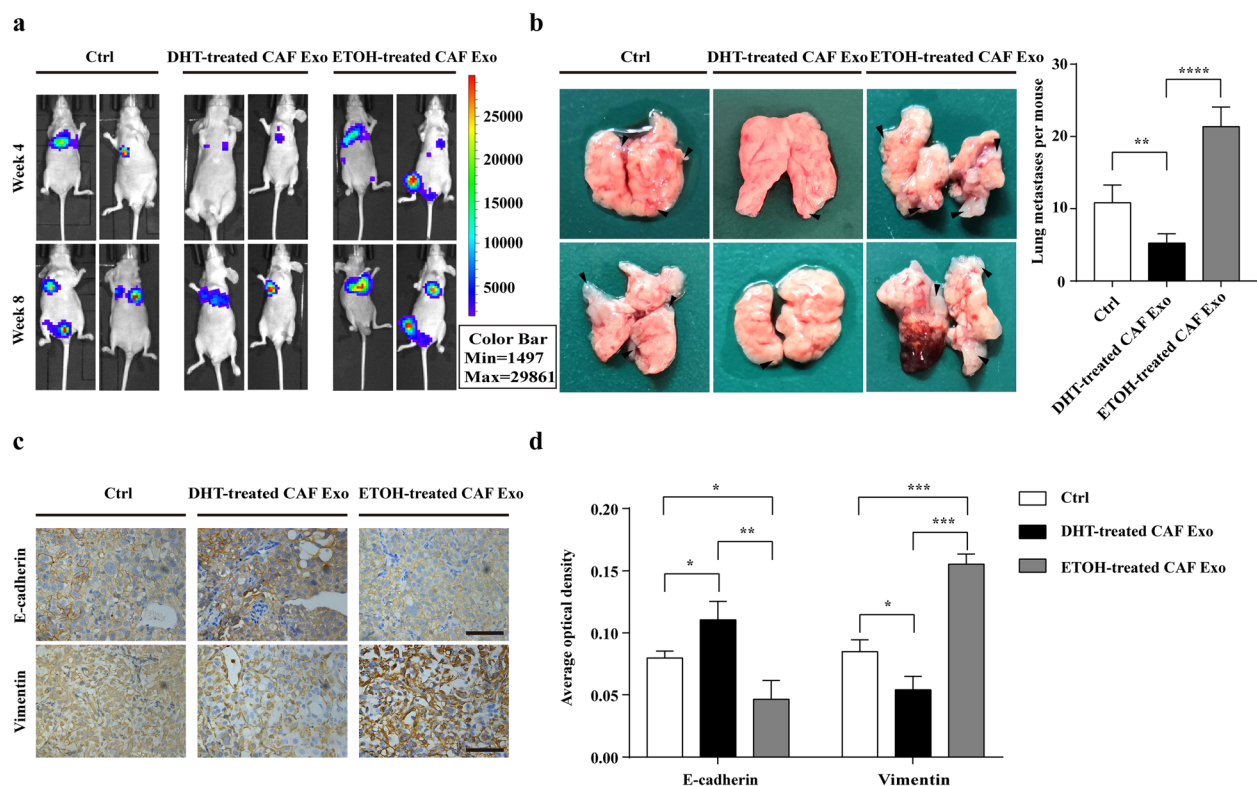 a
Ctrl
DHT-treated CAF Exo
ETOH-treated CAF Exo
Week 4
Week 8
25000
20000
15000
10000
5000
Color Bar
Min=1497
Max=29861
b
Ctrl
DHT-treated CAF Exo
ETOH-treated CAF Exo
Lung metastases per mouse
30
20
10
0
**
****
Ctrl
DHT-treated CAF Exo
ETOH-treated CAF Exo
c
Ctrl
DHT-treated CAF Exo
ETOH-treated CAF Exo
E-cadherin
Vimentin
d
Average optical density
0.20
0.15
0.10
0.05
0.00
*
**
*
***
***
*
E-cadherin
Vimentin
Ctrl
DHT-treated CAF Exo
ETOH-treated CAF Exo